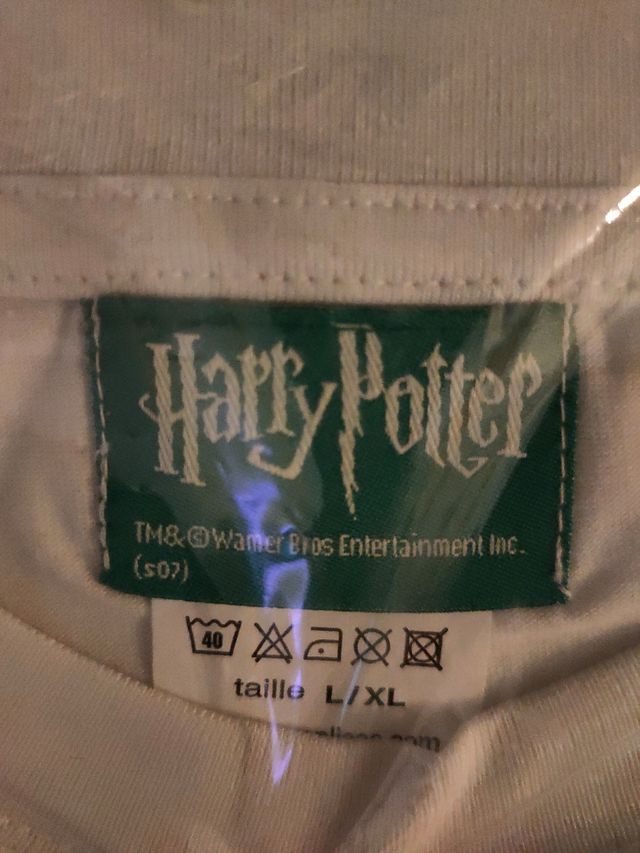 Harry Potter
TM&©Warner Bros Entertainment Inc.
(s07)
40
taille L/XL